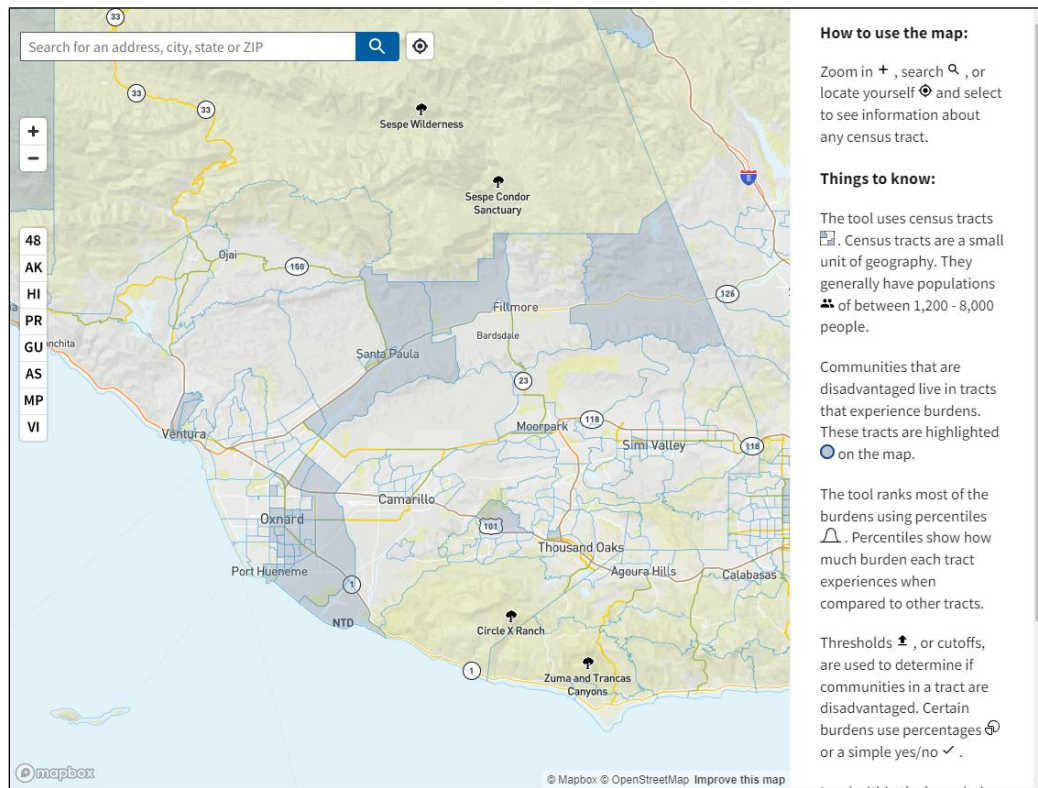 Search for an address, city, state or ZIP
33
33
33
Sespe Wilderness
Sespe Condor
Sanctuary
5
+
−
48
AK
HI
PR
GU
AS
MP
VI
Ojai
150
126
Fillmore
Bardsdale
Santa Paula
23
Ventura
Moorpark
118
Simi Valley
118
Camarillo
Oxnard
101
Thousand Oaks
Port Hueneme
Agoura Hills
Calabasas
1
NTD
Circle X Ranch
1
Zuma and Trancas
Canyons
mapbox
© Mapbox © OpenStreetMap Improve this map
How to use the map:
Zoom in + , search , or
locate yourself and select
to see information about
any census tract.
Things to know:
The tool uses census tracts
. Census tracts are a small
unit of geography. They
generally have populations
of between 1,200 - 8,000
people.
Communities that are
disadvantaged live in tracts
that experience burdens.
These tracts are highlighted
on the map.
The tool ranks most of the
burdens using percentiles
. Percentiles show how
much burden each tract
experiences when
compared to other tracts.
Thresholds , or cutoffs,
are used to determine if
communities in a tract are
disadvantaged. Certain
burdens use percentages
or a simple yes/no ✓ .